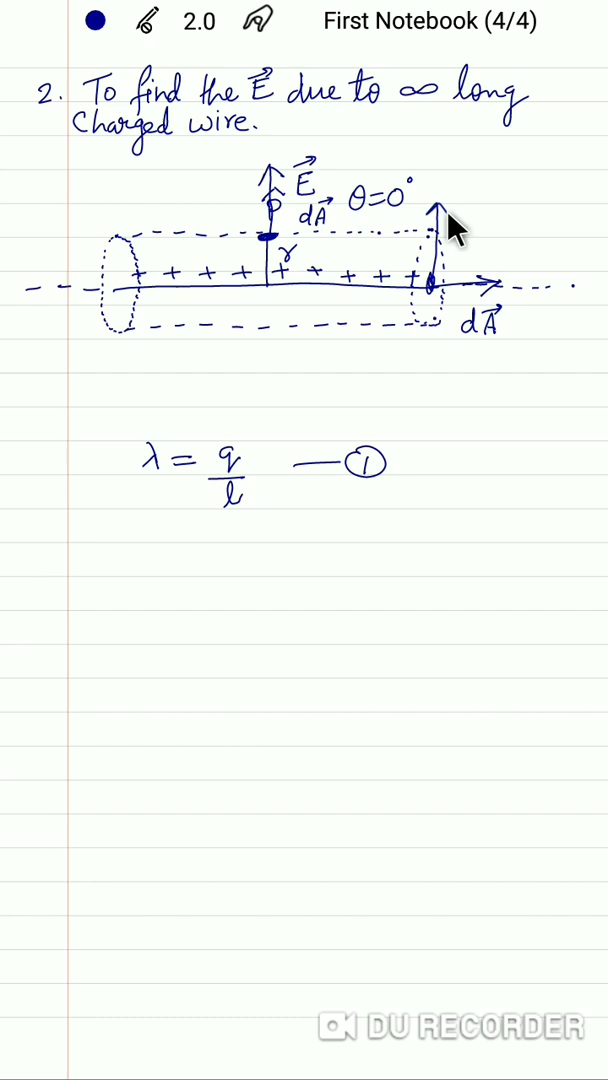 2.0 First Notebook (4/4)
2. To find the E⃗ due to ∞ long
charged wire.
E⃗
P dA⃗ θ=0°
r
+ + + + + + + + +
dA⃗
λ = q/l —①
DU RECORDER